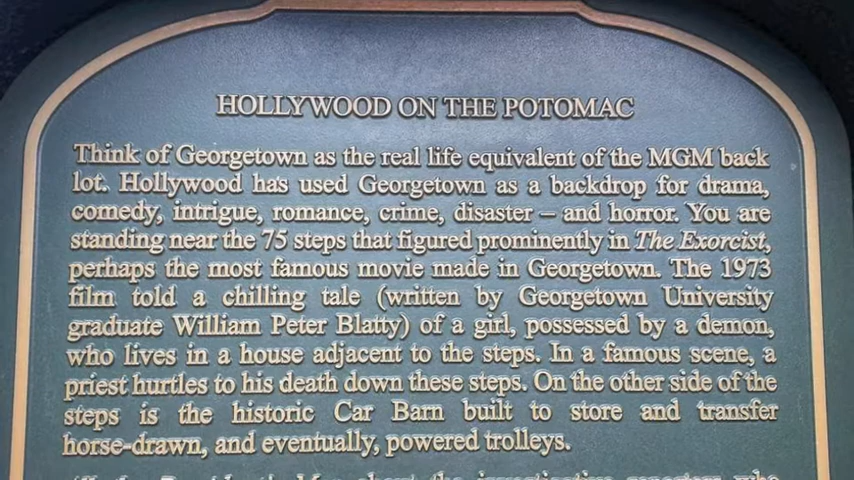 HOLLYWOOD ON THE POTOMAC
Think of Georgetown as the real life equivalent of the MGM back
lot. Hollywood has used Georgetown as a backdrop for drama,
comedy, intrigue, romance, crime, disaster – and horror. You are
standing near the 75 steps that figured prominently in The Exorcist,
perhaps the most famous movie made in Georgetown. The 1973
film told a chilling tale (written by Georgetown University
graduate William Peter Blatty) of a girl, possessed by a demon,
who lives in a house adjacent to the steps. In a famous scene, a
priest hurtles to his death down these steps. On the other side of the
steps is the historic Car Barn built to store and transfer
horse-drawn, and eventually, powered trolleys.